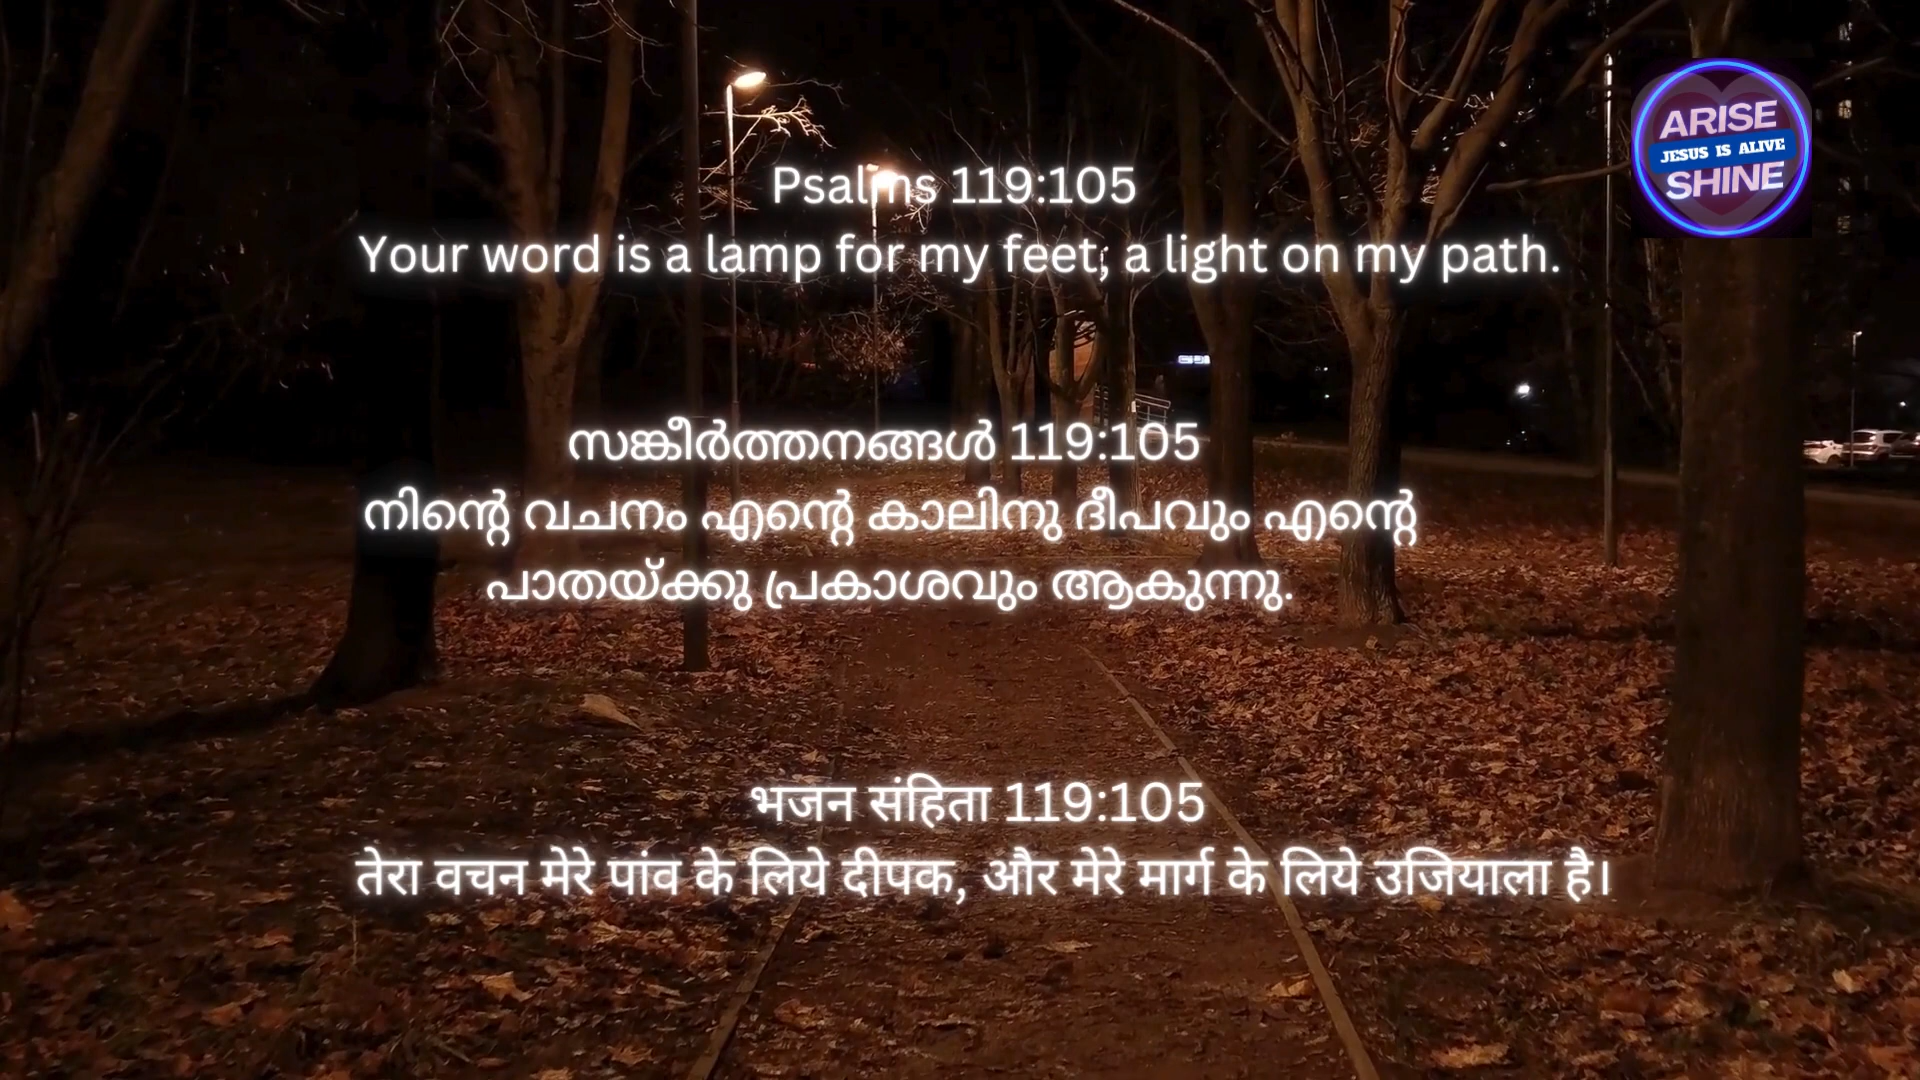 ARISE
JESUS IS ALIVE
SHINE
Psalms 119:105
Your word is a lamp for my feet; a light on my path.
സങ്കീർത്തനങ്ങൾ 119:105
നിന്റെ വചനം എന്റെ കാലിനു ദീപവും എന്റെ
പാതയ്ക്കു പ്രകാശവും ആകുന്നു.
भजन संहिता 119:105
तेरा वचन मेरे पांव के लिये दीपक, और मेरे मार्ग के लिये उजियाला है।